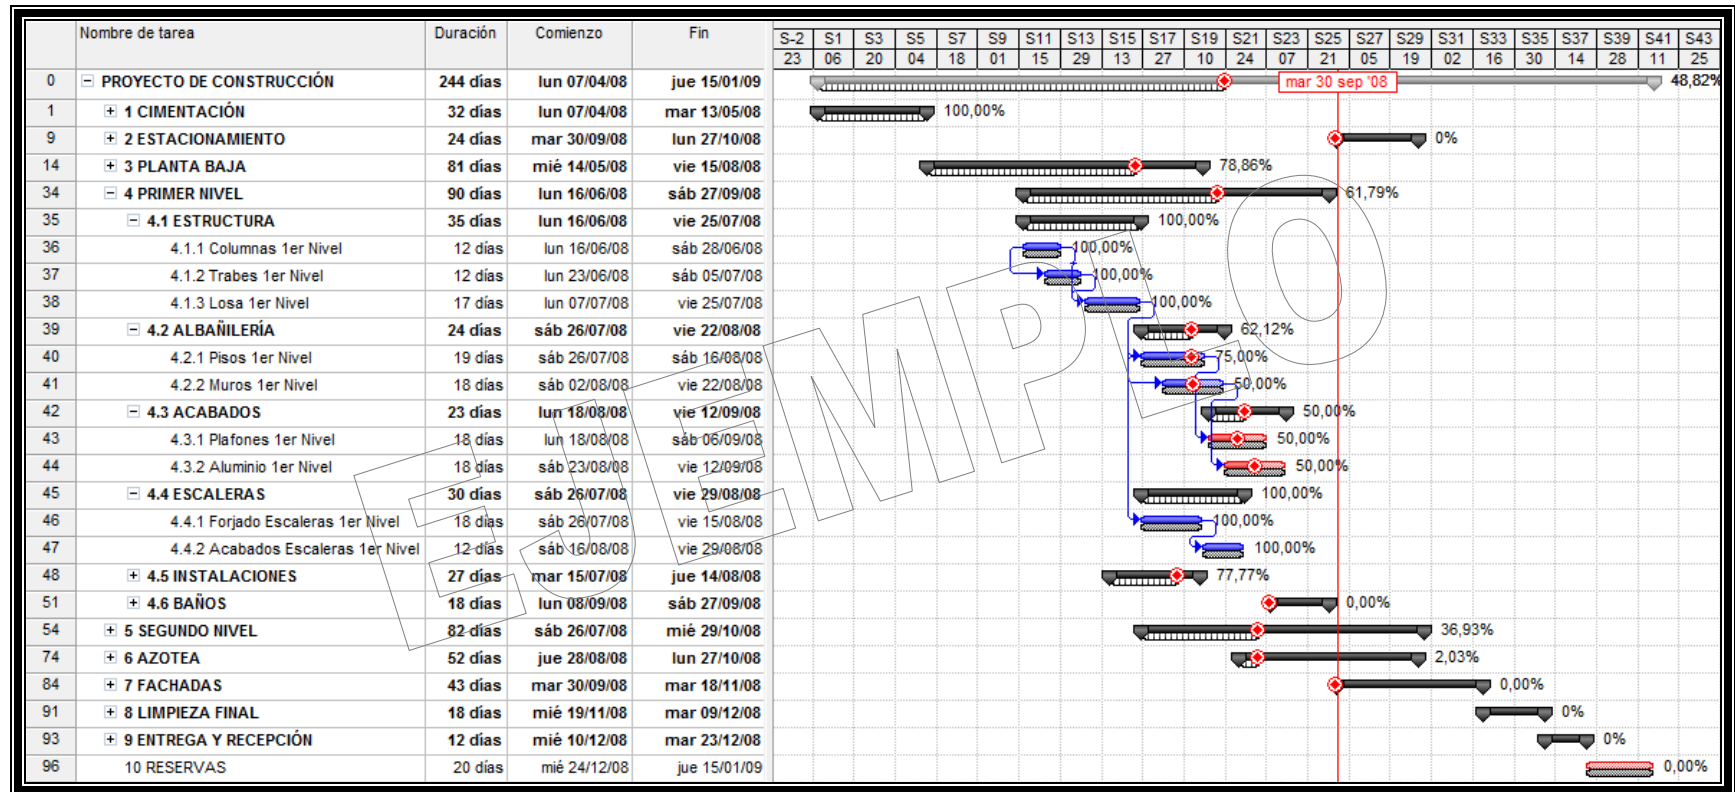 Nombre de tarea Duración Comienzo Fin S-2 S1 S3 S5 S7 S9 S11 S13 S15 S17 S19 S21 S23 S25 S27 S29 S31 S33 S35 S37 S39 S41 S43
23 06 20 04 18 01 15 29 13 27 10 24 07 21 05 19 02 16 30 14 28 11 25
0 PROYECTO DE CONSTRUCCIÓN 244 días lun 07/04/08 jue 15/01/09 mar 30 sep '08 48,82%
1 1 CIMENTACIÓN 32 días lun 07/04/08 mar 13/05/08 100,00%
9 2 ESTACIONAMIENTO 24 días mar 30/09/08 lun 27/10/08 0%
14 3 PLANTA BAJA 81 días mié 14/05/08 vie 15/08/08 78,86%
34 4 PRIMER NIVEL 90 días lun 16/06/08 sáb 27/09/08 61,79%
35 4.1 ESTRUCTURA 35 días lun 16/06/08 vie 25/07/08 100,00%
36 4.1.1 Columnas 1er Nivel 12 días lun 16/06/08 sáb 28/06/08 100,00%
37 4.1.2 Trabes 1er Nivel 12 días lun 23/06/08 sáb 05/07/08 100,00%
38 4.1.3 Losa 1er Nivel 17 días lun 07/07/08 vie 25/07/08 100,00%
39 4.2 ALBAÑILERÍA 24 días sáb 26/07/08 vie 22/08/08 62,12%
40 4.2.1 Pisos 1er Nivel 19 días sáb 26/07/08 sáb 16/08/08 75,00%
41 4.2.2 Muros 1er Nivel 18 días sáb 02/08/08 vie 22/08/08 50,00%
42 4.3 ACABADOS 23 días lun 18/08/08 vie 12/09/08 50,00%
43 4.3.1 Plafones 1er Nivel 18 días lun 18/08/08 sáb 06/09/08 50,00%
44 4.3.2 Aluminio 1er Nivel 18 días sáb 23/08/08 vie 12/09/08 50,00%
45 4.4 ESCALERAS 30 días sáb 26/07/08 vie 29/08/08 100,00%
46 4.4.1 Forjado Escaleras 1er Nivel 18 días sáb 26/07/08 vie 15/08/08 100,00%
47 4.4.2 Acabados Escaleras 1er Nivel 12 días sáb 16/08/08 vie 29/08/08 100,00%
48 4.5 INSTALACIONES 27 días mar 15/07/08 jue 14/08/08 77,77%
51 4.6 BAÑOS 18 días lun 08/09/08 sáb 27/09/08 0,00%
54 5 SEGUNDO NIVEL 82 días sáb 26/07/08 mié 29/10/08 36,93%
74 6 AZOTEA 52 días jue 28/08/08 lun 27/10/08 2,03%
84 7 FACHADAS 43 días mar 30/09/08 mar 18/11/08 0,00%
91 8 LIMPIEZA FINAL 18 días mié 19/11/08 mar 09/12/08 0%
93 9 ENTREGA Y RECEPCIÓN 12 días mié 10/12/08 mar 23/12/08 0%
96 10 RESERVAS 20 días mié 24/12/08 jue 15/01/09 0,00%
EJEMPLO